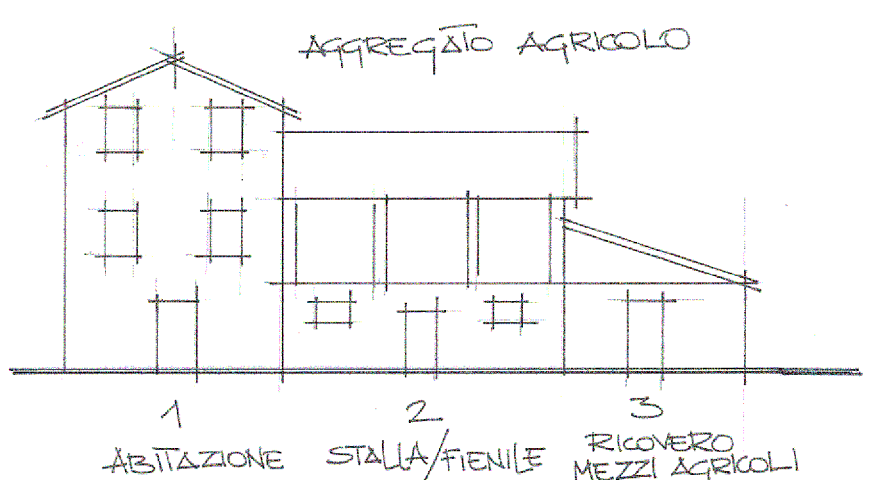 AGGREGATO AGRICOLO
1 2 3
ABITAZIONE STALLA/FIENILE RICOVERO
MEZZI AGRICOLI